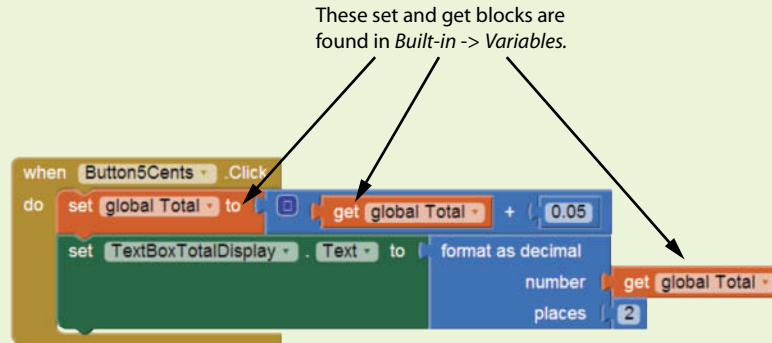 These set and get blocks are
found in Built-in -> Variables.
when Button5Cents .Click
do set global Total to get global Total + 0.05
set TextBoxTotalDisplay . Text to format as decimal
number get global Total
places 2